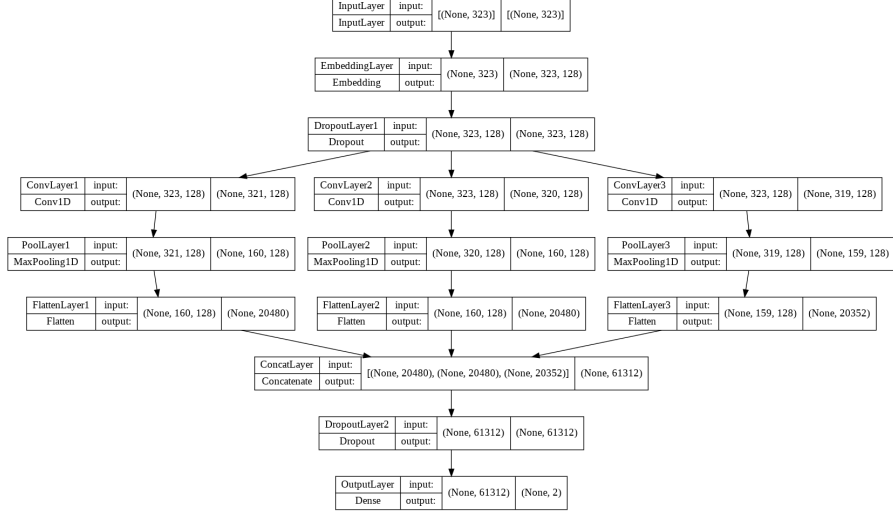 InputLayer input: [(None, 323)] [(None, 323)]
InputLayer output:
EmbeddingLayer input: (None, 323) (None, 323, 128)
Embedding output:
DropoutLayer1 input: (None, 323, 128) (None, 323, 128)
Dropout output:
ConvLayer1 input: (None, 323, 128) (None, 321, 128)
Conv1D output:
ConvLayer2 input: (None, 323, 128) (None, 320, 128)
Conv1D output:
ConvLayer3 input: (None, 323, 128) (None, 319, 128)
Conv1D output:
PoolLayer1 input: (None, 321, 128) (None, 160, 128)
MaxPooling1D output:
PoolLayer2 input: (None, 320, 128) (None, 160, 128)
MaxPooling1D output:
PoolLayer3 input: (None, 319, 128) (None, 159, 128)
MaxPooling1D output:
FlattenLayer1 input: (None, 160, 128) (None, 20480)
Flatten output:
FlattenLayer2 input: (None, 160, 128) (None, 20480)
Flatten output:
FlattenLayer3 input: (None, 159, 128) (None, 20352)
Flatten output:
ConcatLayer input: [(None, 20480), (None, 20480), (None, 20352)] (None, 61312)
Concatenate output:
DropoutLayer2 input: (None, 61312) (None, 61312)
Dropout output:
OutputLayer input: (None, 61312) (None, 2)
Dense output: